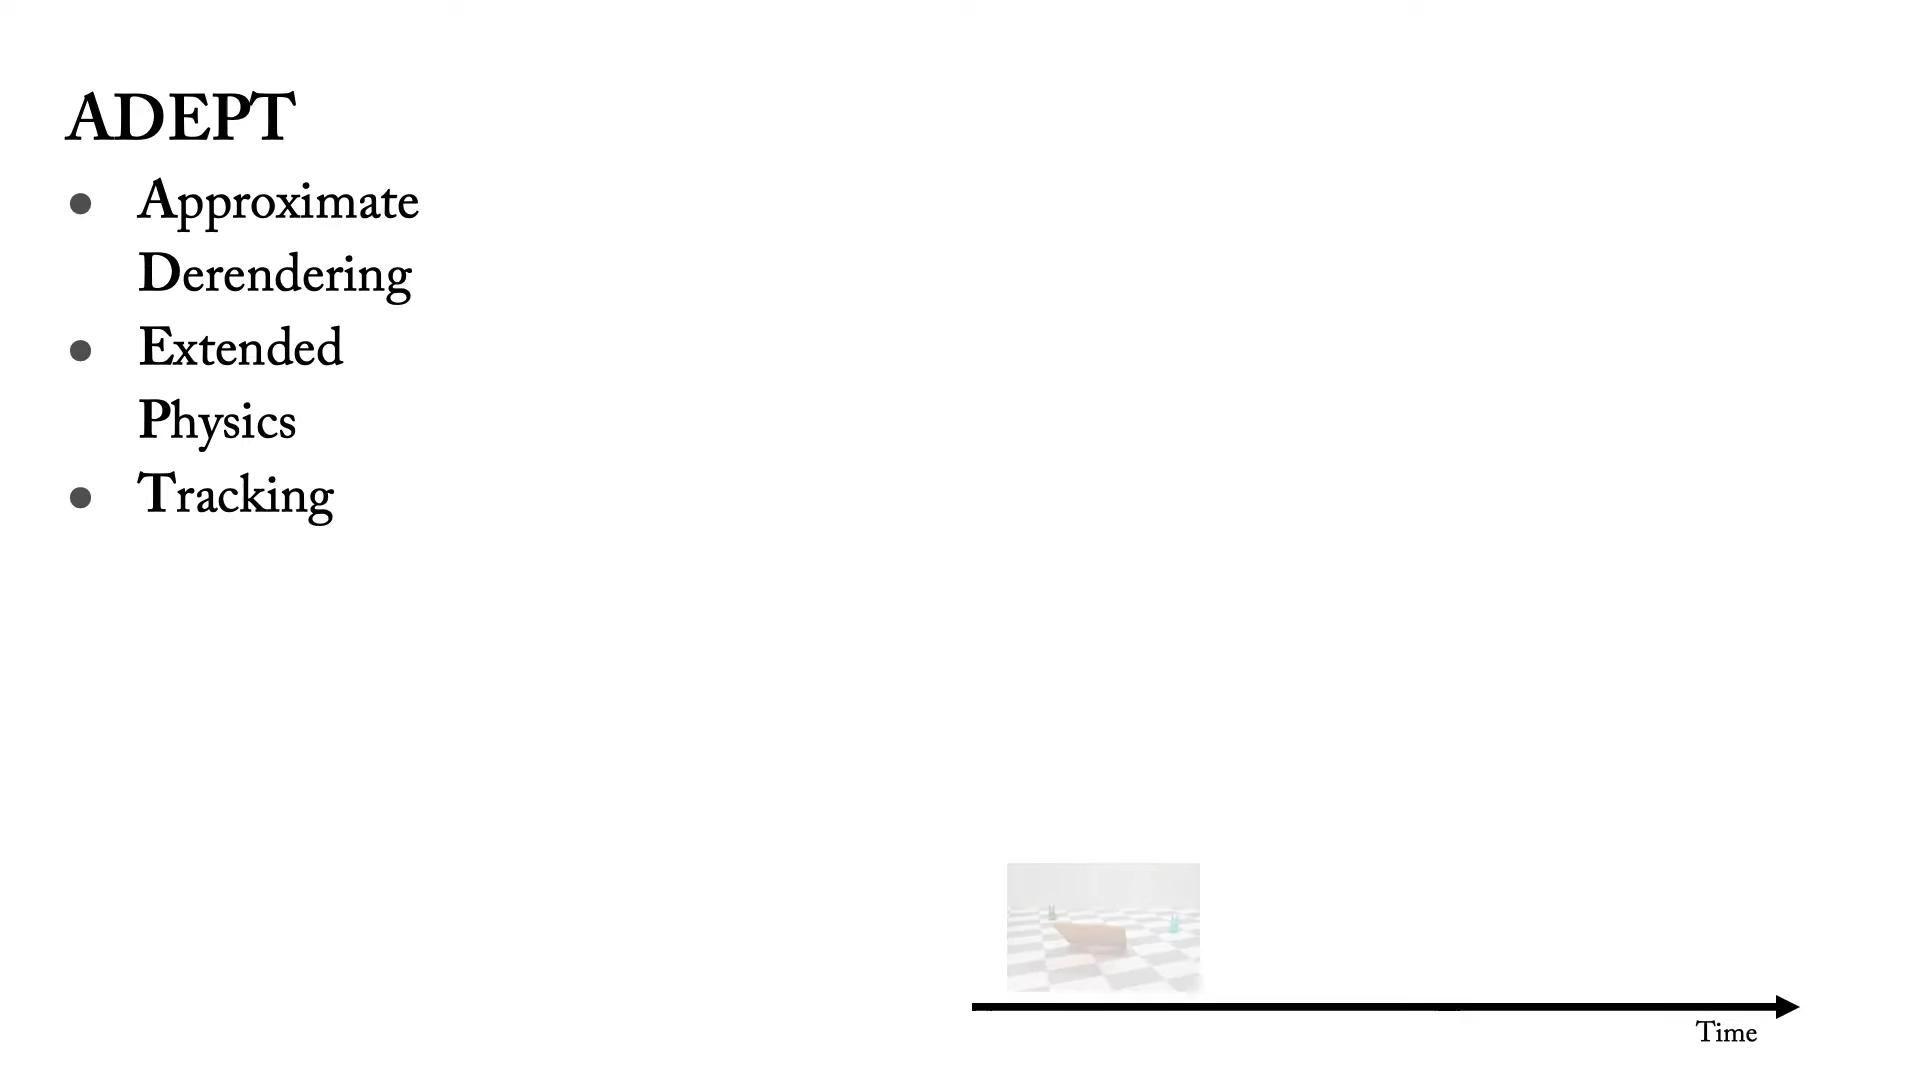 ADEPT
● Approximate
Derendering
● Extended
Physics
● Tracking
Time